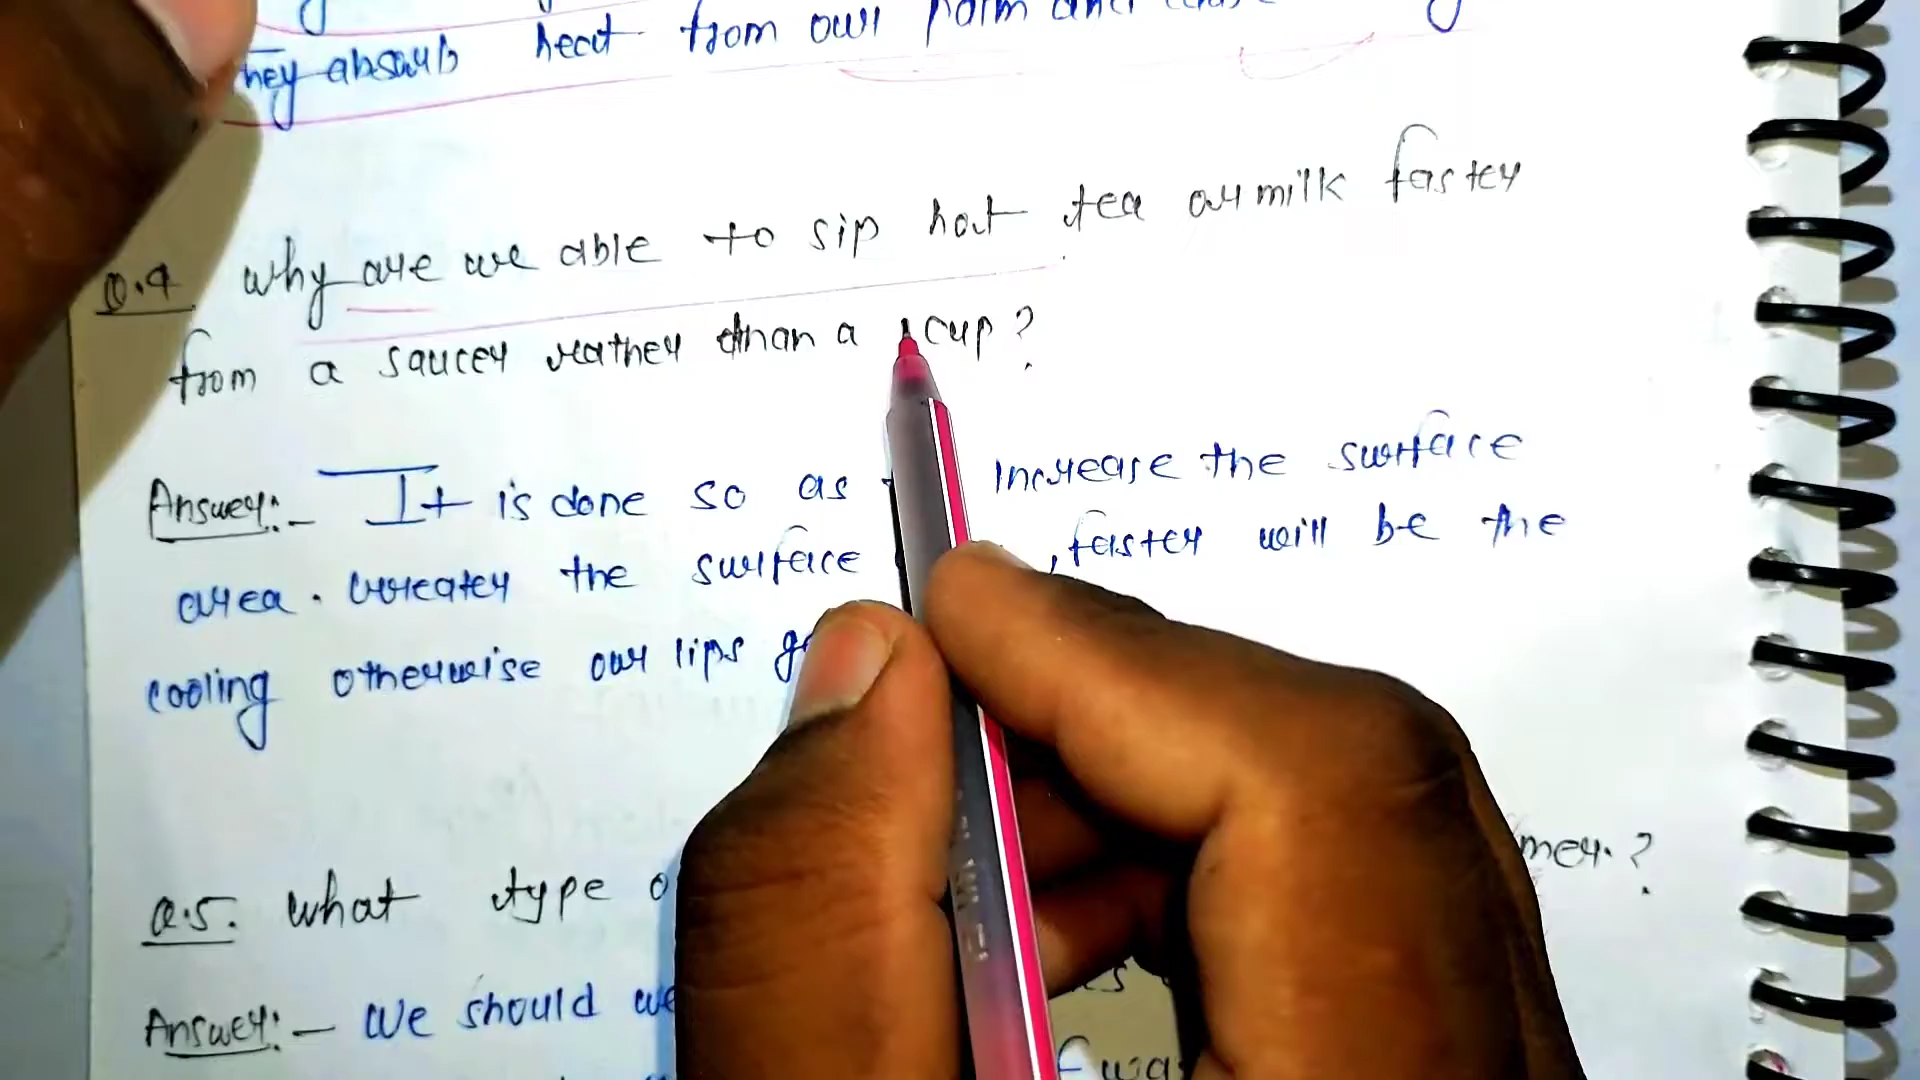 They absorb heat from our palm and
Q.4 Why are we able to sip hot tea or milk faster
from a saucer rather than a cup?
Answer:- It is done so as increase the surface
area. Greater the surface , faster will be the
cooling otherwise our lips
Q.5. What type mer.?
Answer:- We should we